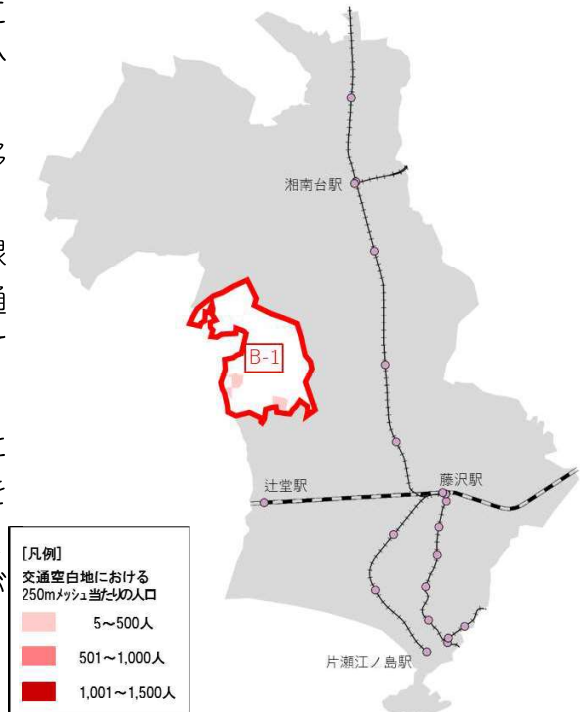 湘南台駅
B-1
辻堂駅
藤沢駅
片瀬江ノ島駅
[凡例]
交通空白地における
250mメッシュ当たりの人口
5～500人
501～1,000人
1,001～1,500人